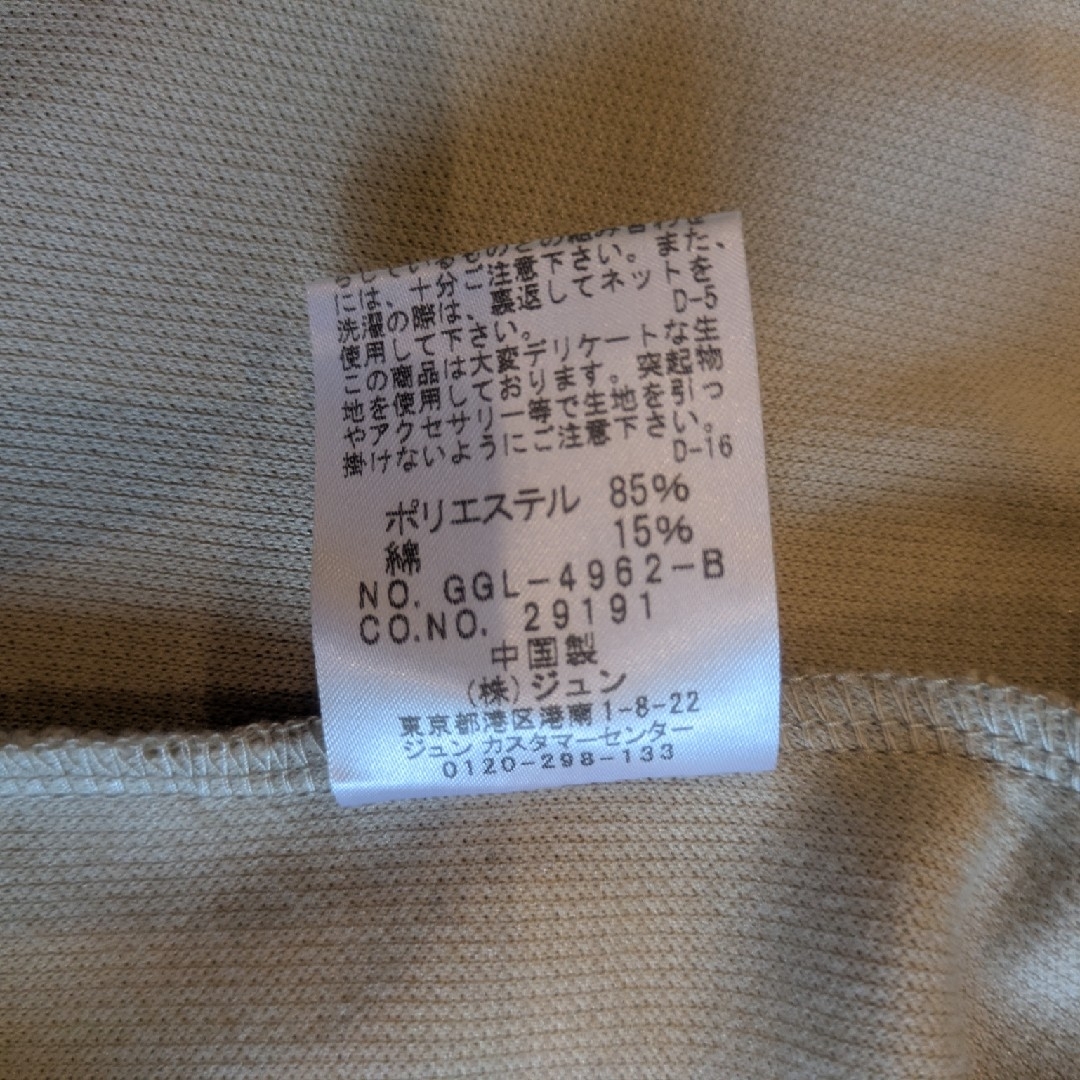 もしているものとの組み合わせ
には、十分ご注意下さい。また、
洗濯の際は、裏返してネットを
使用して下さい。 D-5
この商品は大変デリケートな生
地を使用しております。突起物
やアクセサリー等で生地を引っ
掛けないようにご注意下さい。
D-16
ポリエステル 85%
綿 15%
NO. GGL-4962-B
CO.NO. 29191
中国製
(株)ジュン
東京都港区港南1-8-22
ジュン カスタマーセンター
0120-298-133